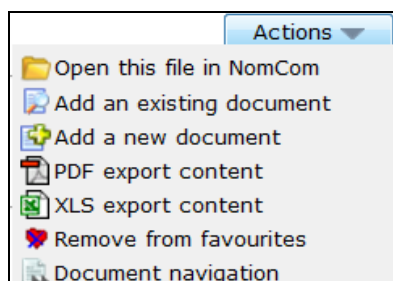 Actions
Open this file in NomCom
Add an existing document
Add a new document
PDF export content
XLS export content
Remove from favourites
Document navigation